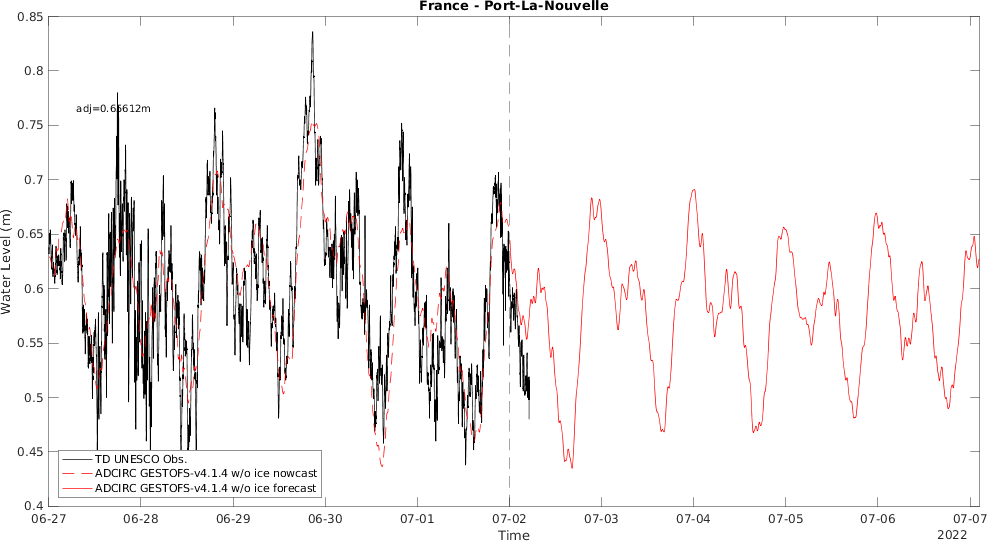 France - Port-La-Nouvelle
0.85
0.8
0.75
0.7
0.65
0.6
0.55
0.5
0.45
0.4
Water Level (m)
adj=0.66612m
TD UNESCO Obs.
ADCIRC GESTOFS-v4.1.4 w/o ice nowcast
ADCIRC GESTOFS-v4.1.4 w/o ice forecast
06-27 06-28 06-29 06-30 07-01 07-02 07-03 07-04 07-05 07-06 07-07
Time
2022